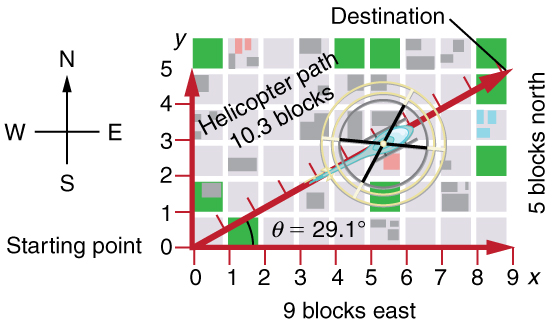 Destination
y
N
W E
S
Helicopter path
10.3 blocks
5
4
3
2
1
0
θ = 29.1°
Starting point
5 blocks north
0 1 2 3 4 5 6 7 8 9 x
9 blocks east